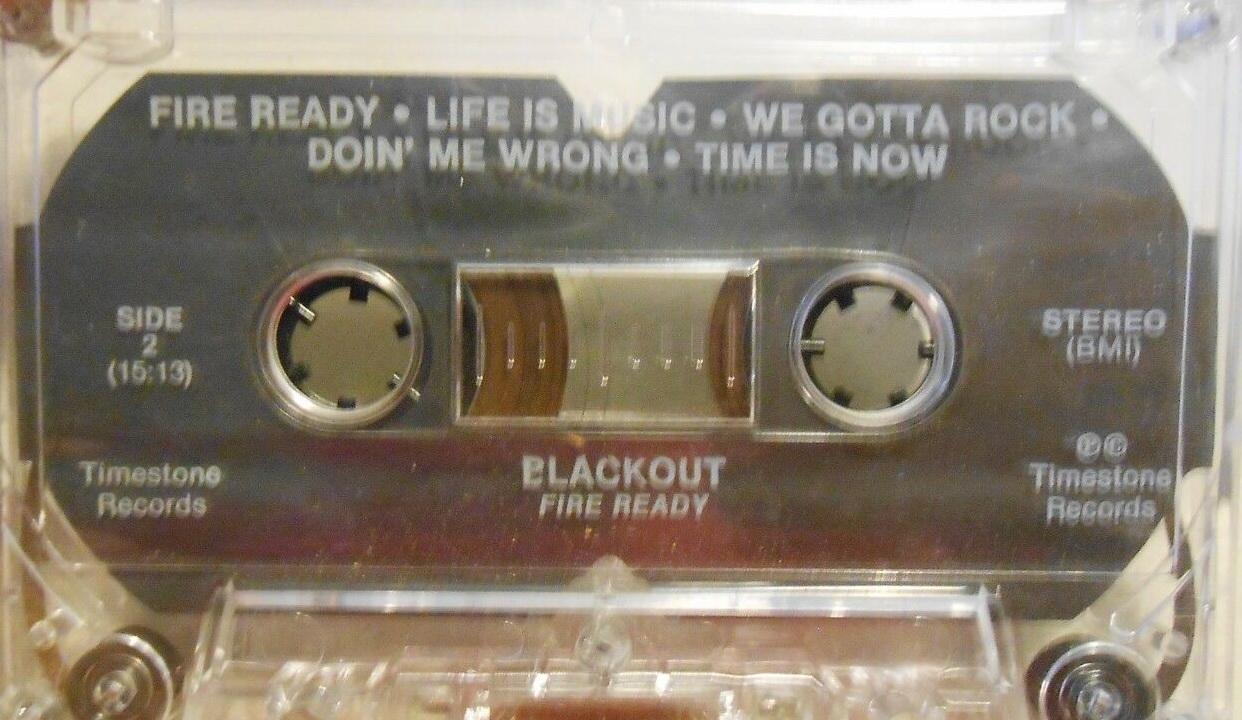 FIRE READY • LIFE IS MUSIC • WE GOTTA ROCK •
DOIN' ME WRONG • TIME IS NOW
SIDE
2
(15:13)
STEREO
(BMI)
Timestone
Records
BLACKOUT
FIRE READY
Ⓟ©
Timestone
Records